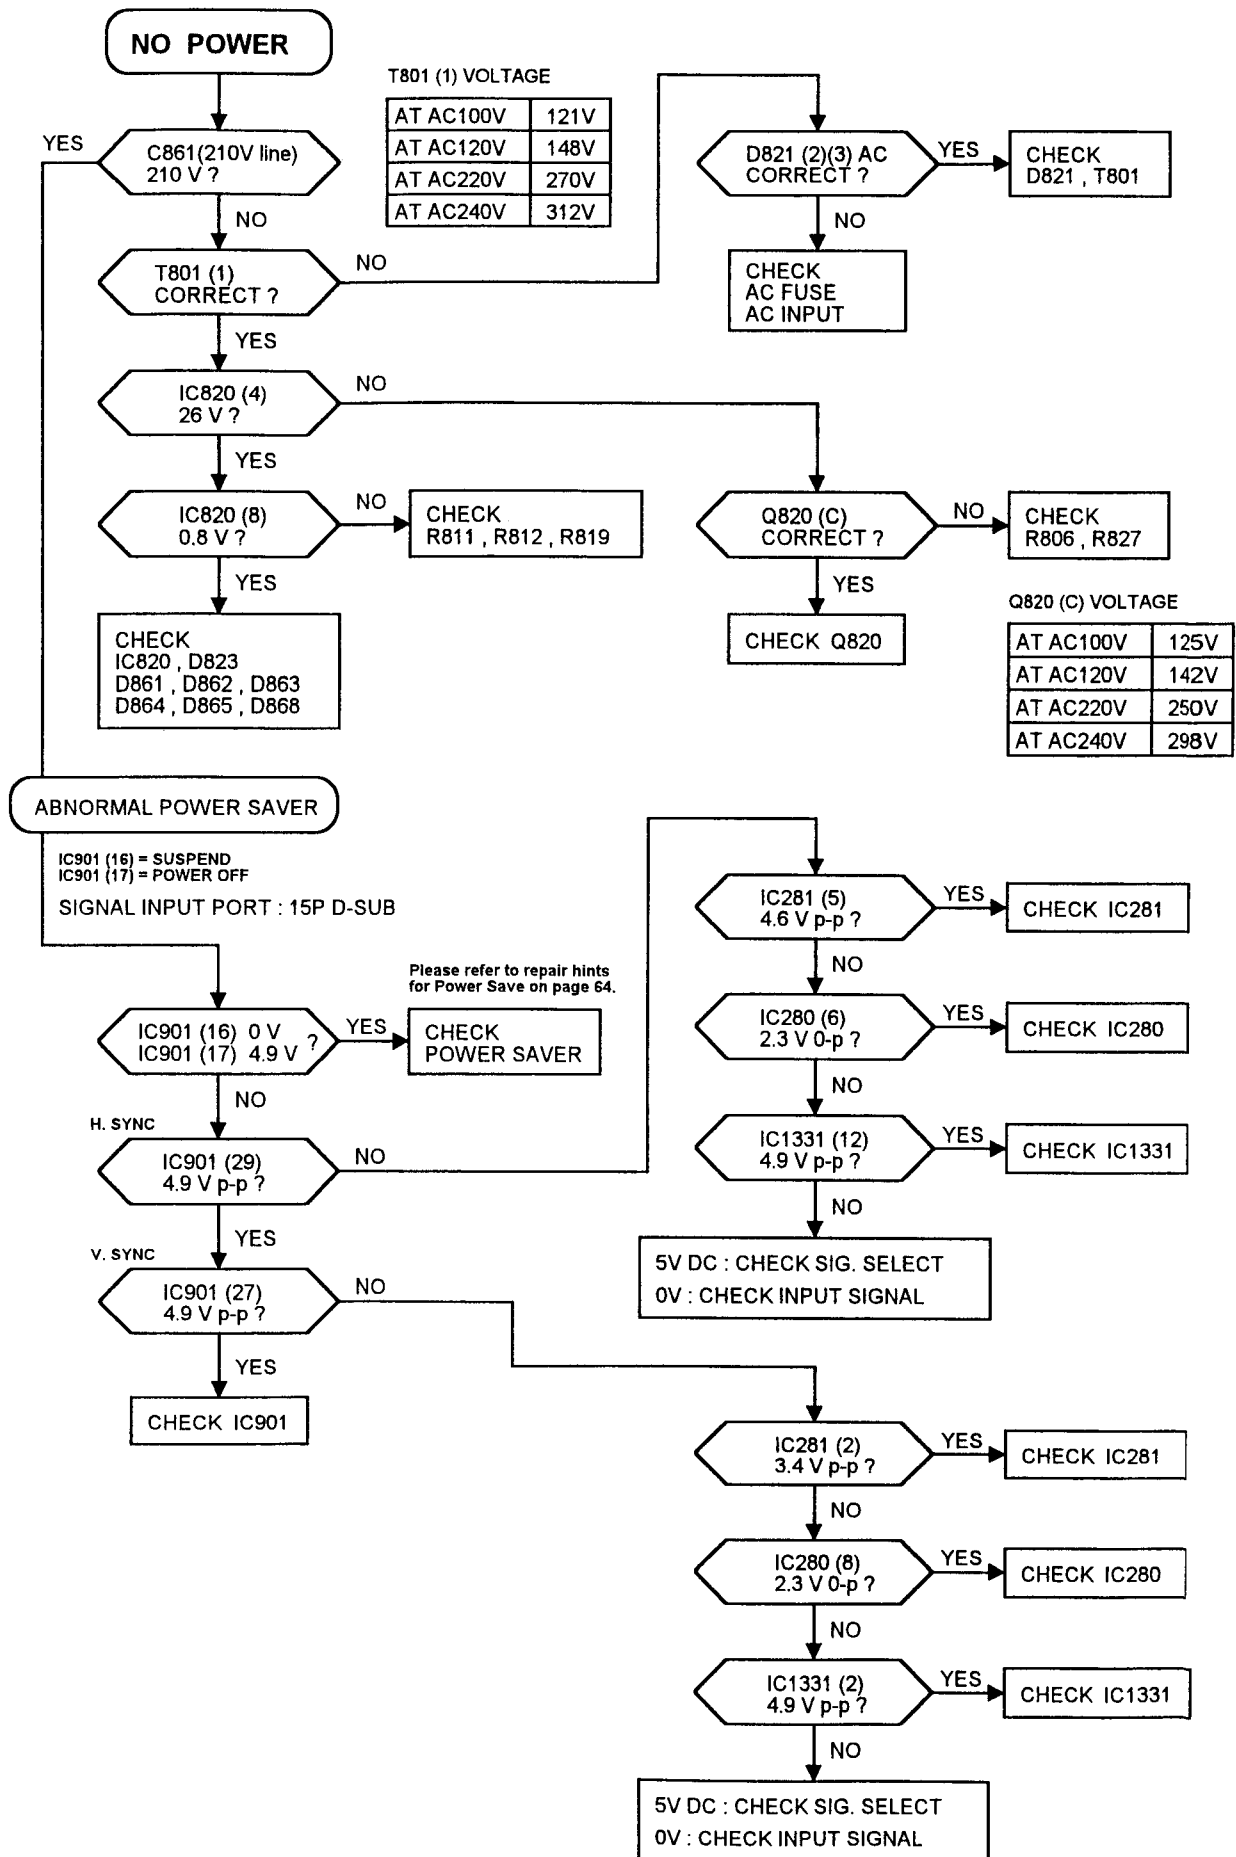 NO POWER
T801 (1) VOLTAGE
AT AC100V 121V
AT AC120V 148V
AT AC220V 270V
AT AC240V 312V
YES
C861(210V line)
210 V ?
NO
D821 (2)(3) AC
CORRECT ?
YES
CHECK
D821 , T801
NO
CHECK
AC FUSE
AC INPUT
T801 (1)
CORRECT ?
NO
YES
IC820 (4)
26 V ?
NO
YES
IC820 (8)
0.8 V ?
NO
CHECK
R811 , R812 , R819
YES
CHECK
IC820 , D823
D861 , D862 , D863
D864 , D865 , D868
Q820 (C)
CORRECT ?
NO
CHECK
R806 , R827
YES
CHECK Q820
Q820 (C) VOLTAGE
AT AC100V 125V
AT AC120V 142V
AT AC220V 250V
AT AC240V 298V
ABNORMAL POWER SAVER
IC901 (16) = SUSPEND
IC901 (17) = POWER OFF
SIGNAL INPUT PORT : 15P D-SUB
Please refer to repair hints
for Power Save on page 64.
IC901 (16) 0 V
IC901 (17) 4.9 V ?
YES
CHECK
POWER SAVER
NO
H. SYNC
IC901 (29)
4.9 V p-p ?
NO
YES
V. SYNC
IC901 (27)
4.9 V p-p ?
NO
YES
CHECK IC901
IC281 (5)
4.6 V p-p ?
YES
CHECK IC281
NO
IC280 (6)
2.3 V 0-p ?
YES
CHECK IC280
NO
IC1331 (12)
4.9 V p-p ?
YES
CHECK IC1331
NO
5V DC : CHECK SIG. SELECT
0V : CHECK INPUT SIGNAL
IC281 (2)
3.4 V p-p ?
YES
CHECK IC281
NO
IC280 (8)
2.3 V 0-p ?
YES
CHECK IC280
NO
IC1331 (2)
4.9 V p-p ?
YES
CHECK IC1331
NO
5V DC : CHECK SIG. SELECT
0V : CHECK INPUT SIGNAL